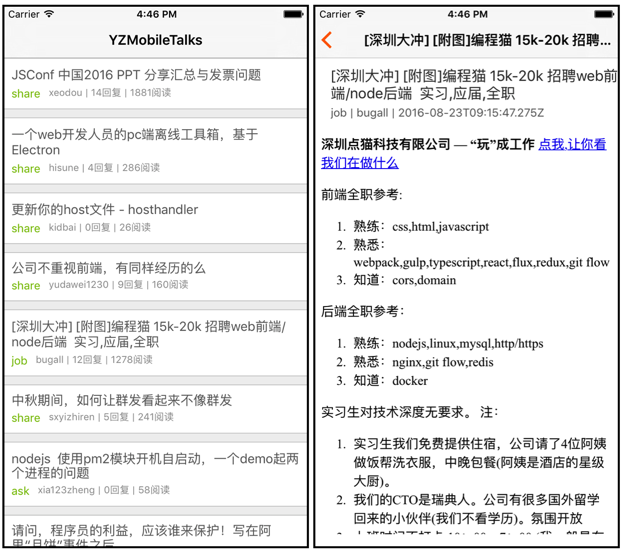 Carrier 4:46 PM
YZMobileTalks
JSConf 中国2016 PPT 分享汇总与发票问题
share xeodou | 14回复 | 1881阅读
一个web开发人员的pc端离线工具箱，基于
Electron
share hisune | 4回复 | 286阅读
更新你的host文件 - hosthandler
share kidbai | 0回复 | 26阅读
公司不重视前端，有同样经历的么
share yudawei1230 | 9回复 | 160阅读
[深圳大冲] [附图]编程猫 15k-20k 招聘web前端/
node后端 实习,应届,全职
job bugall | 12回复 | 1278阅读
中秋期间，如何让群发看起来不像群发
share sxyizhiren | 5回复 | 241阅读
nodejs 使用pm2模块开机自启动，一个demo起两
个进程的问题
ask xia123zheng | 0回复 | 58阅读
请问，程序员的利益，应该谁来保护！写在阿
里“月饼”事件之后
Carrier 4:46 PM
[深圳大冲] [附图]编程猫 15k-20k 招聘...
[深圳大冲] [附图]编程猫 15k-20k 招聘web前
端/node后端 实习,应届,全职
job | bugall | 2016-08-23T09:15:47.275Z
深圳点猫科技有限公司 — “玩”成工作 点我,让你看
我们在做什么
前端全职参考:
1. 熟练：css,html,javascript
2. 熟悉：
webpack,gulp,typescript,react,flux,redux,git flow
3. 知道：cors,domain
后端全职参考：
1. 熟练：nodejs,linux,mysql,http/https
2. 熟悉：nginx,git flow,redis
3. 知道：docker
实习生对技术深度无要求。 注：
1. 实习生我们免费提供住宿，公司请了4位阿姨
做饭帮洗衣服，中晚包餐(阿姨是酒店的星级
大厨)。
2. 我们的CTO是瑞典人。公司有很多国外留学
回来的小伙伴(我们不看学历)。氛围开放